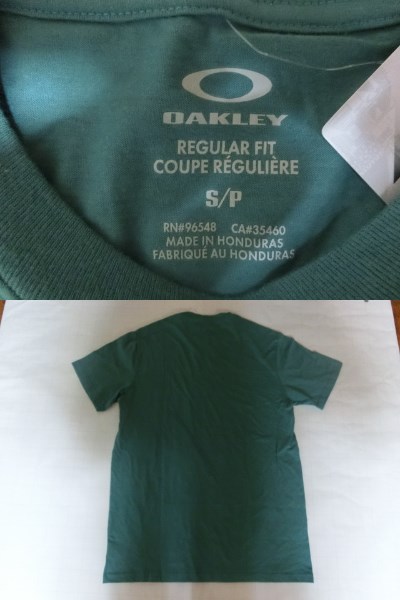 OAKLEY
REGULAR FIT
COUPE RÉGULIÈRE
S/P
RN#96548 CA#35460
MADE IN HONDURAS
FABRIQUÉ AU HONDURAS